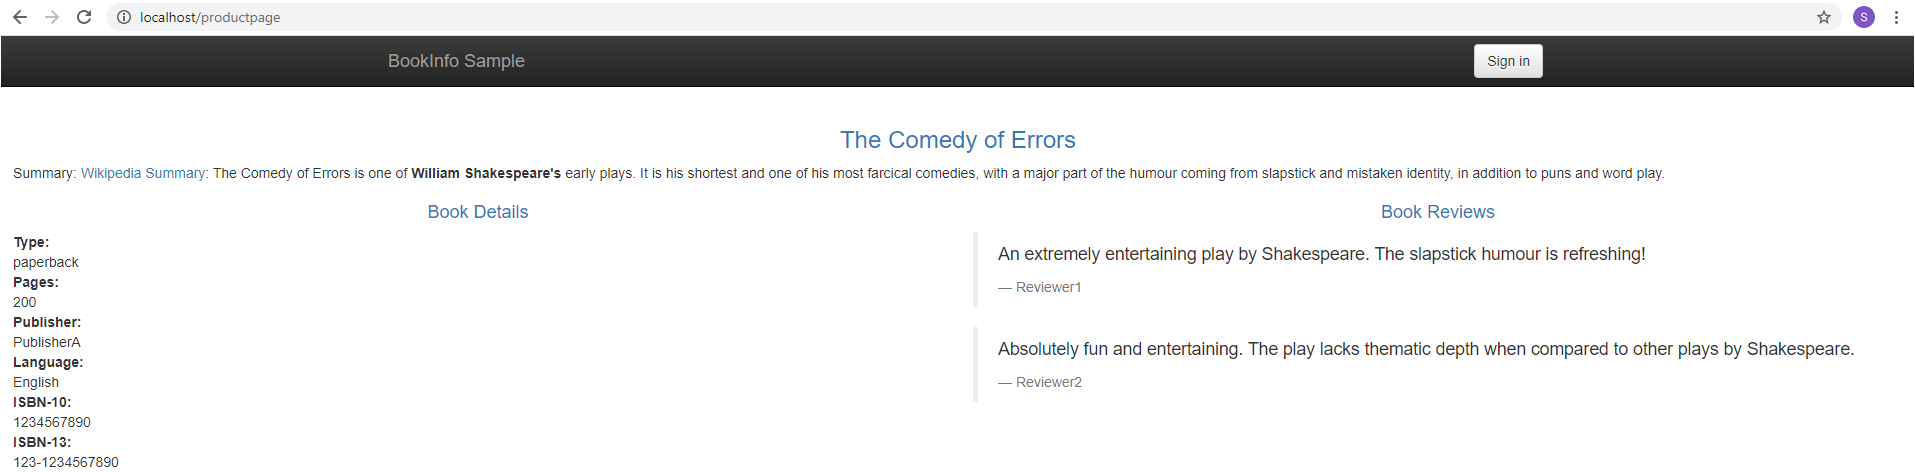 localhost/productpage
S
BookInfo Sample
Sign in
The Comedy of Errors
Summary: Wikipedia Summary: The Comedy of Errors is one of William Shakespeare's early plays. It is his shortest and one of his most farcical comedies, with a major part of the humour coming from slapstick and mistaken identity, in addition to puns and word play.
Book Details
Type:
paperback
Pages:
200
Publisher:
PublisherA
Language:
English
ISBN-10:
1234567890
ISBN-13:
123-1234567890
Book Reviews
An extremely entertaining play by Shakespeare. The slapstick humour is refreshing!
— Reviewer1
Absolutely fun and entertaining. The play lacks thematic depth when compared to other plays by Shakespeare.
— Reviewer2